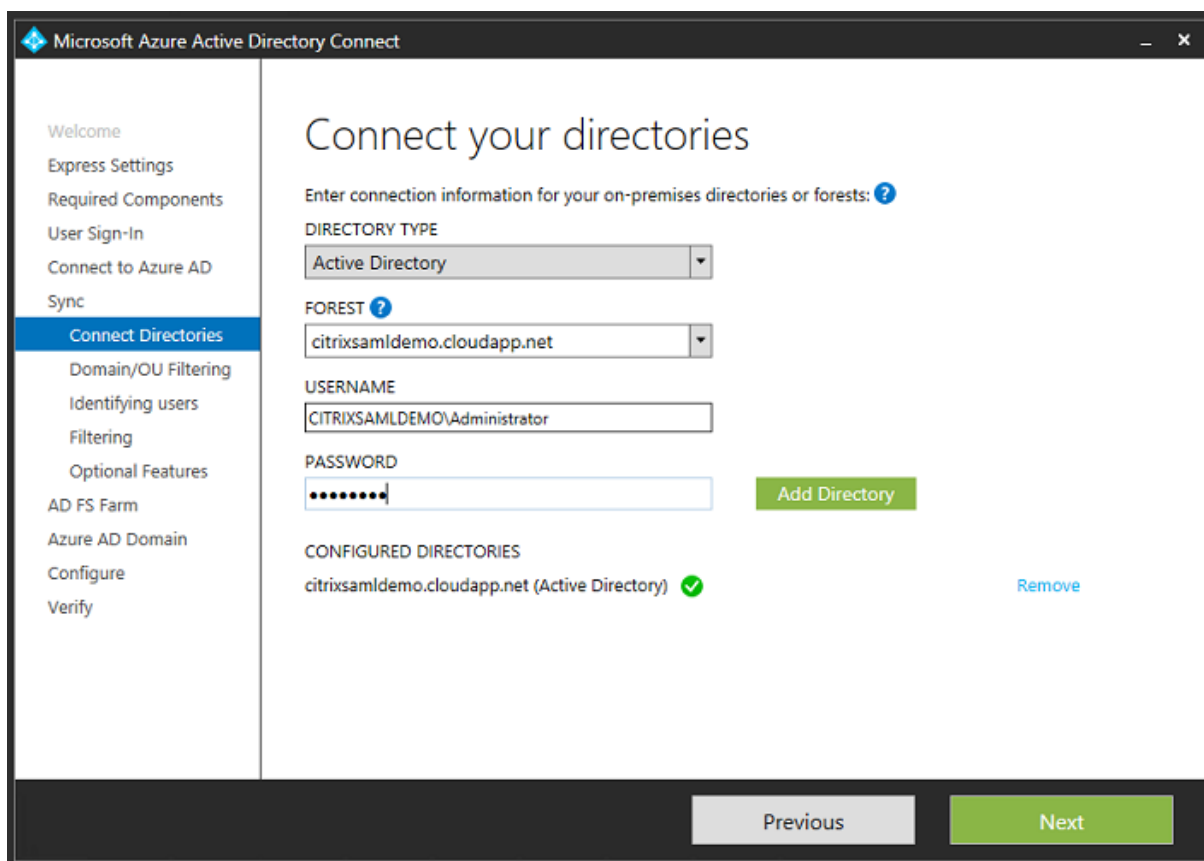 Microsoft Azure Active Directory Connect
Welcome
Express Settings
Required Components
User Sign-In
Connect to Azure AD
Sync
Connect Directories
Domain/OU Filtering
Identifying users
Filtering
Optional Features
AD FS Farm
Azure AD Domain
Configure
Verify
Connect your directories
Enter connection information for your on-premises directories or forests: ?
DIRECTORY TYPE
Active Directory
FOREST ?
citrixsamldemo.cloudapp.net
USERNAME
CITRIXSAMLDEMO\Administrator
PASSWORD
••••••••
Add Directory
CONFIGURED DIRECTORIES
citrixsamldemo.cloudapp.net (Active Directory)
Remove
Previous
Next